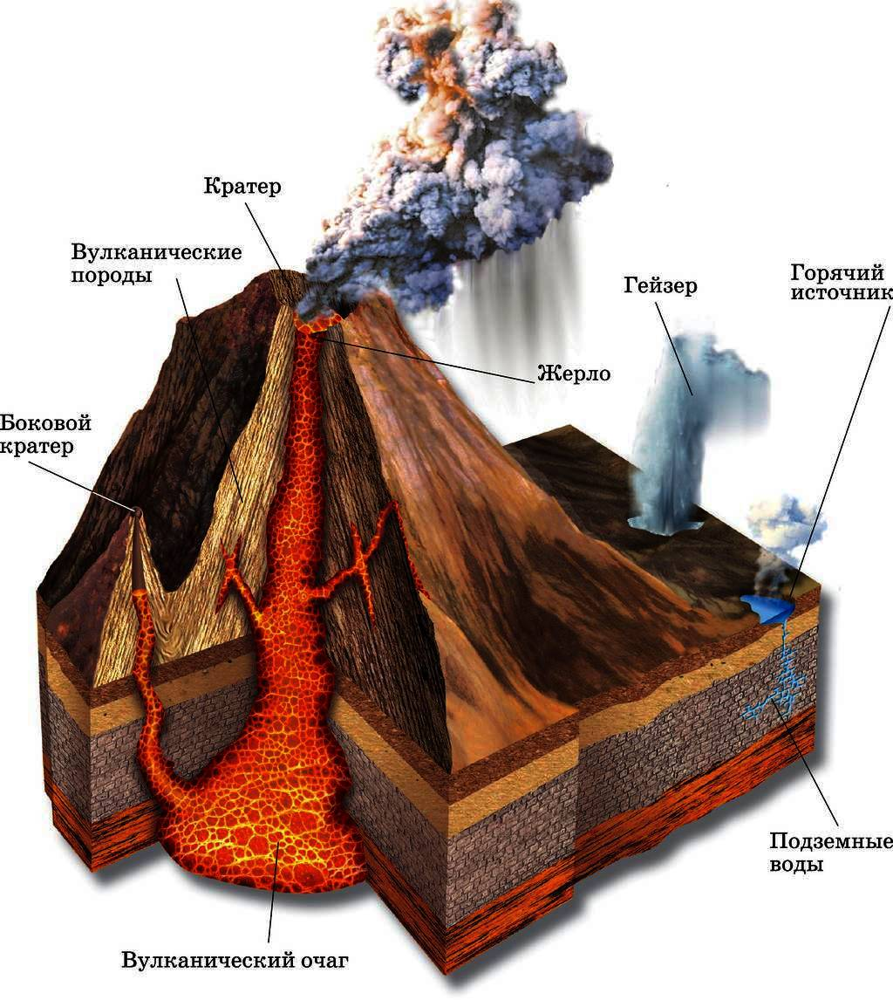 Кратер
Вулканические
породы
Горячий
источник
Гейзер
Жерло
Боковой
кратер
Подземные
воды
Вулканический очаг